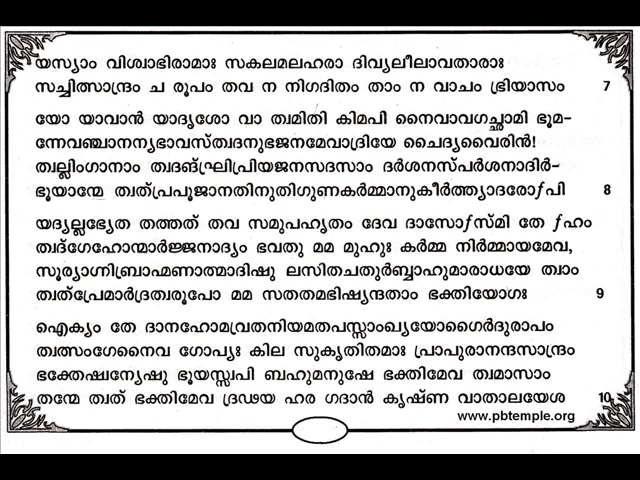 യസ്യാം വിശ്വാഭിരാമാഃ സകലമലഹരാ ദിവ്യലീലാവതാരാഃ
സച്ചിത്സാന്ദ്രം ച രൂപം തവ ന നിഗദിതം താം ന വാചം ഭ്രിയാസം 7
യോ യാവാൻ യാദൃശോ വാ ത്വമിതി കിമപി നൈവാവഗച്ഛാമി ഭൂമ-
ന്നേവഞ്ചാനന്യഭാവസ്ത്വദനുഭജനമേവാദ്രിയേ ചൈദ്യവൈരിൻ!
ത്വല്ലിംഗാനാം ത്വദങ്ഘ്രിപ്രിയജനസദസാം ദർശനസ്പർശനാദിർ-
ഭൂയാന്മേ ത്വത്പ്രപൂജാനതിനുതിഗുണകർമ്മാനുകീർത്ത്യാദരോƒപി 8
യദ്യല്ലഭ്യേത തത്തത് തവ സമുപഹൃതം ദേവ ദാസോƒസ്മി തേ ƒഹം
ത്വദ്ഗേഹോന്മാർജ്ജനാദ്യം ഭവതു മമ മുഹുഃ കർമ്മ നിർമ്മായമേവ,
സൂര്യാഗ്നിബ്രാഹ്മണാത്മാദിഷു ലസിതചതുർബ്ബാഹുമാരാധയേ ത്വാം
ത്വത്പ്രേമാർദ്രത്വരൂപോ മമ സതതമഭിഷ്യന്ദതാം ഭക്തിയോഗഃ 9
ഐക്യം തേ ദാനഹോമവ്രതനിയമതപസ്സാംഖ്യയോഗൈർദുരാപം
ത്വത്സംഗേനൈവ ഗോപ്യഃ കില സുകൃതിതമാഃ പ്രാപുരാനന്ദസാന്ദ്രം
ഭക്തേഷ്വന്യേഷു ഭൂയസ്സ്വപി ബഹുമനുഷേ ഭക്തിമേവ ത്വമാസാം
തന്മേ ത്വത് ഭക്തിമേവ ദ്രഢയ ഹര ഗദാൻ കൃഷ്ണ വാതാലയേശ 10
www.pbtemple.org